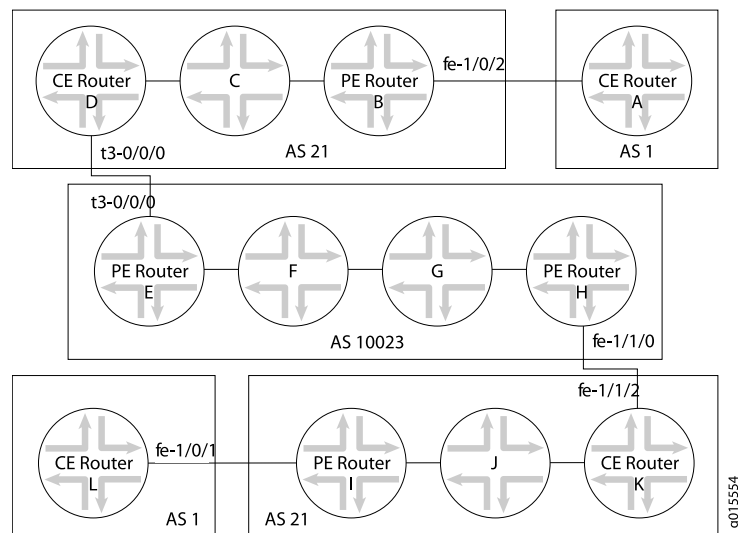 CE Router
D
C
PE Router
B
fe-1/0/2
CE Router
A
AS 21
AS 1
t3-0/0/0
t3-0/0/0
PE Router
E
F
G
PE Router
H
AS 10023
fe-1/1/0
fe-1/1/2
CE Router
L
fe-1/0/1
PE Router
I
J
CE Router
K
AS 1
AS 21
g015554